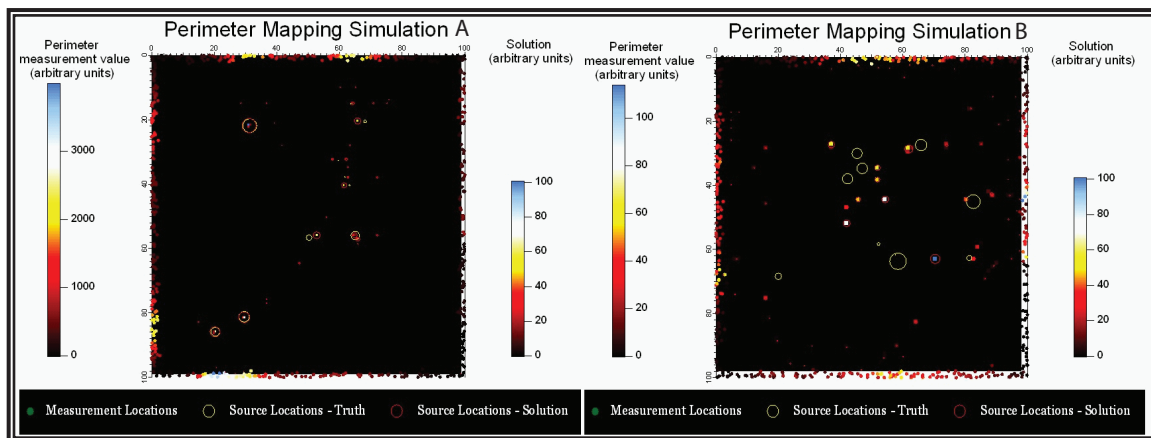 Perimeter Mapping Simulation A
Perimeter
measurement value
(arbitrary units)
Solution
(arbitrary units)
0
20
40
60
80
100
0
20
40
60
80
100
3000
2000
1000
0
100
80
60
40
20
0
Measurement Locations
Source Locations - Truth
Source Locations - Solution
Perimeter Mapping Simulation B
Perimeter
measurement value
(arbitrary units)
Solution
(arbitrary units)
0
20
40
60
80
100
0
20
40
60
80
100
100
80
60
40
20
0
100
80
60
40
20
0
Measurement Locations
Source Locations - Truth
Source Locations - Solution